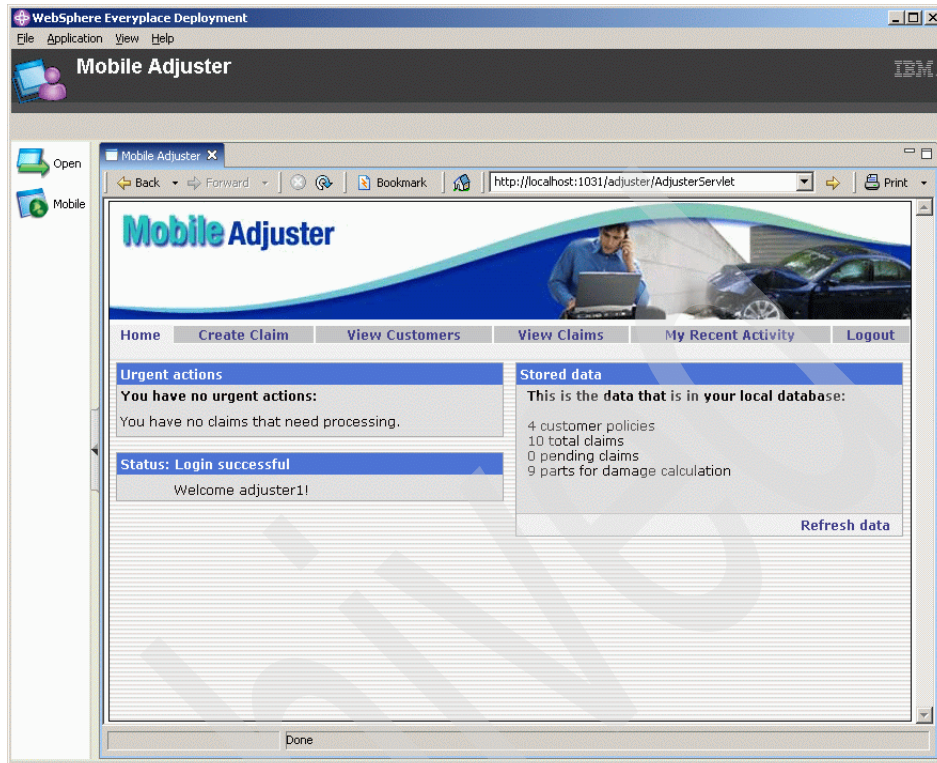 WebSphere Everyplace Deployment
File Application View Help
Mobile Adjuster
IBM
Open
Mobile
Mobile Adjuster
Back Forward Bookmark http://localhost:1031/adjuster/AdjusterServlet Print
Mobile Adjuster
Home Create Claim View Customers View Claims My Recent Activity Logout
Urgent actions
You have no urgent actions:
You have no claims that need processing.
Status: Login successful
Welcome adjuster1!
Stored data
This is the data that is in your local database:
4 customer policies
10 total claims
0 pending claims
9 parts for damage calculation
Refresh data
Done